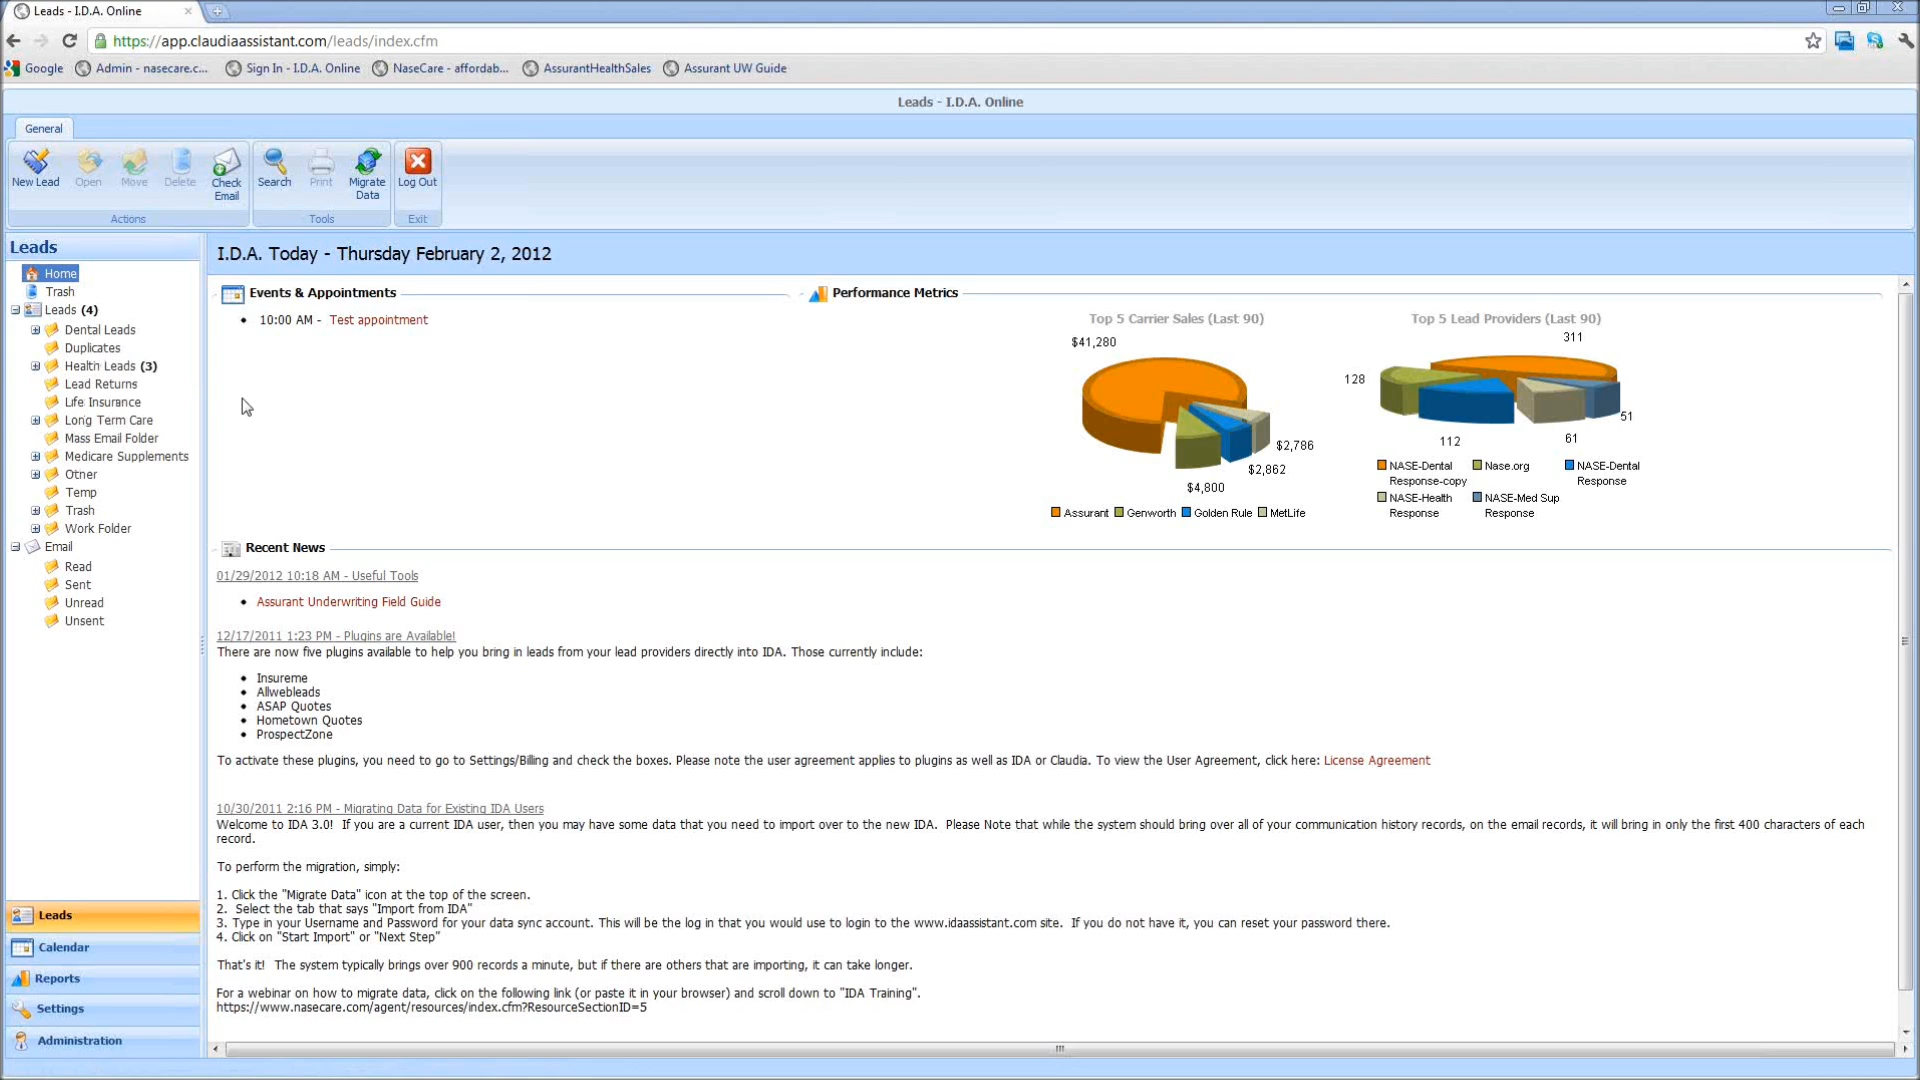 Leads - I.D.A. Online
https://app.claudiaassistant.com/leads/index.cfm
Google
Admin - nasecare.c...
Sign In - I.D.A. Online
NaseCare - affordab...
AssurantHealthSales
Assurant UW Guide
Leads - I.D.A. Online
General
New Lead
Open
Move
Delete
Check
Email
Search
Print
Migrate
Data
Log Out
Actions
Tools
Exit
Leads
Home
Trash
Leads (4)
Dental Leads
Duplicates
Health Leads (3)
Lead Returns
Life Insurance
Long Term Care
Mass Email Folder
Medicare Supplements
Other
Temp
Trash
Work Folder
Email
Read
Sent
Unread
Unsent
Leads
Calendar
Reports
Settings
Administration
I.D.A. Today - Thursday February 2, 2012
Events & Appointments
10:00 AM - Test appointment
Performance Metrics
Top 5 Carrier Sales (Last 90)
$41,280
$2,786
$2,862
$4,800
Assurant
Genworth
Golden Rule
MetLife
Top 5 Lead Providers (Last 90)
311
128
51
112
61
NASE-Dental
Response-copy
Nase.org
NASE-Dental
Response
NASE-Health
Response
NASE-Med Sup
Response
Recent News
01/29/2012 10:18 AM - Useful Tools
Assurant Underwriting Field Guide
12/17/2011 1:23 PM - Plugins are Available!
There are now five plugins available to help you bring in leads from your lead providers directly into IDA. Those currently include:
Insureme
Allwebleads
ASAP Quotes
Hometown Quotes
ProspectZone
To activate these plugins, you need to go to Settings/Billing and check the boxes. Please note the user agreement applies to plugins as well as IDA or Claudia. To view the User Agreement, click here: License Agreement
10/30/2011 2:16 PM - Migrating Data for Existing IDA Users
Welcome to IDA 3.0! If you are a current IDA user, then you may have some data that you need to import over to the new IDA. Please Note that while the system should bring over all of your communication history records, on the email records, it will bring in only the first 400 characters of each
record.
To perform the migration, simply:
1. Click the "Migrate Data" icon at the top of the screen.
2. Select the tab that says "Import from IDA"
3. Type in your Username and Password for your data sync account. This will be the log in that you would use to login to the www.idaassistant.com site. If you do not have it, you can reset your password there.
4. Click on "Start Import" or "Next Step"
That's it! The system typically brings over 900 records a minute, but if there are others that are importing, it can take longer.
For a webinar on how to migrate data, click on the following link (or paste it in your browser) and scroll down to "IDA Training".
https://www.nasecare.com/agent/resources/index.cfm?ResourceSectionID=5